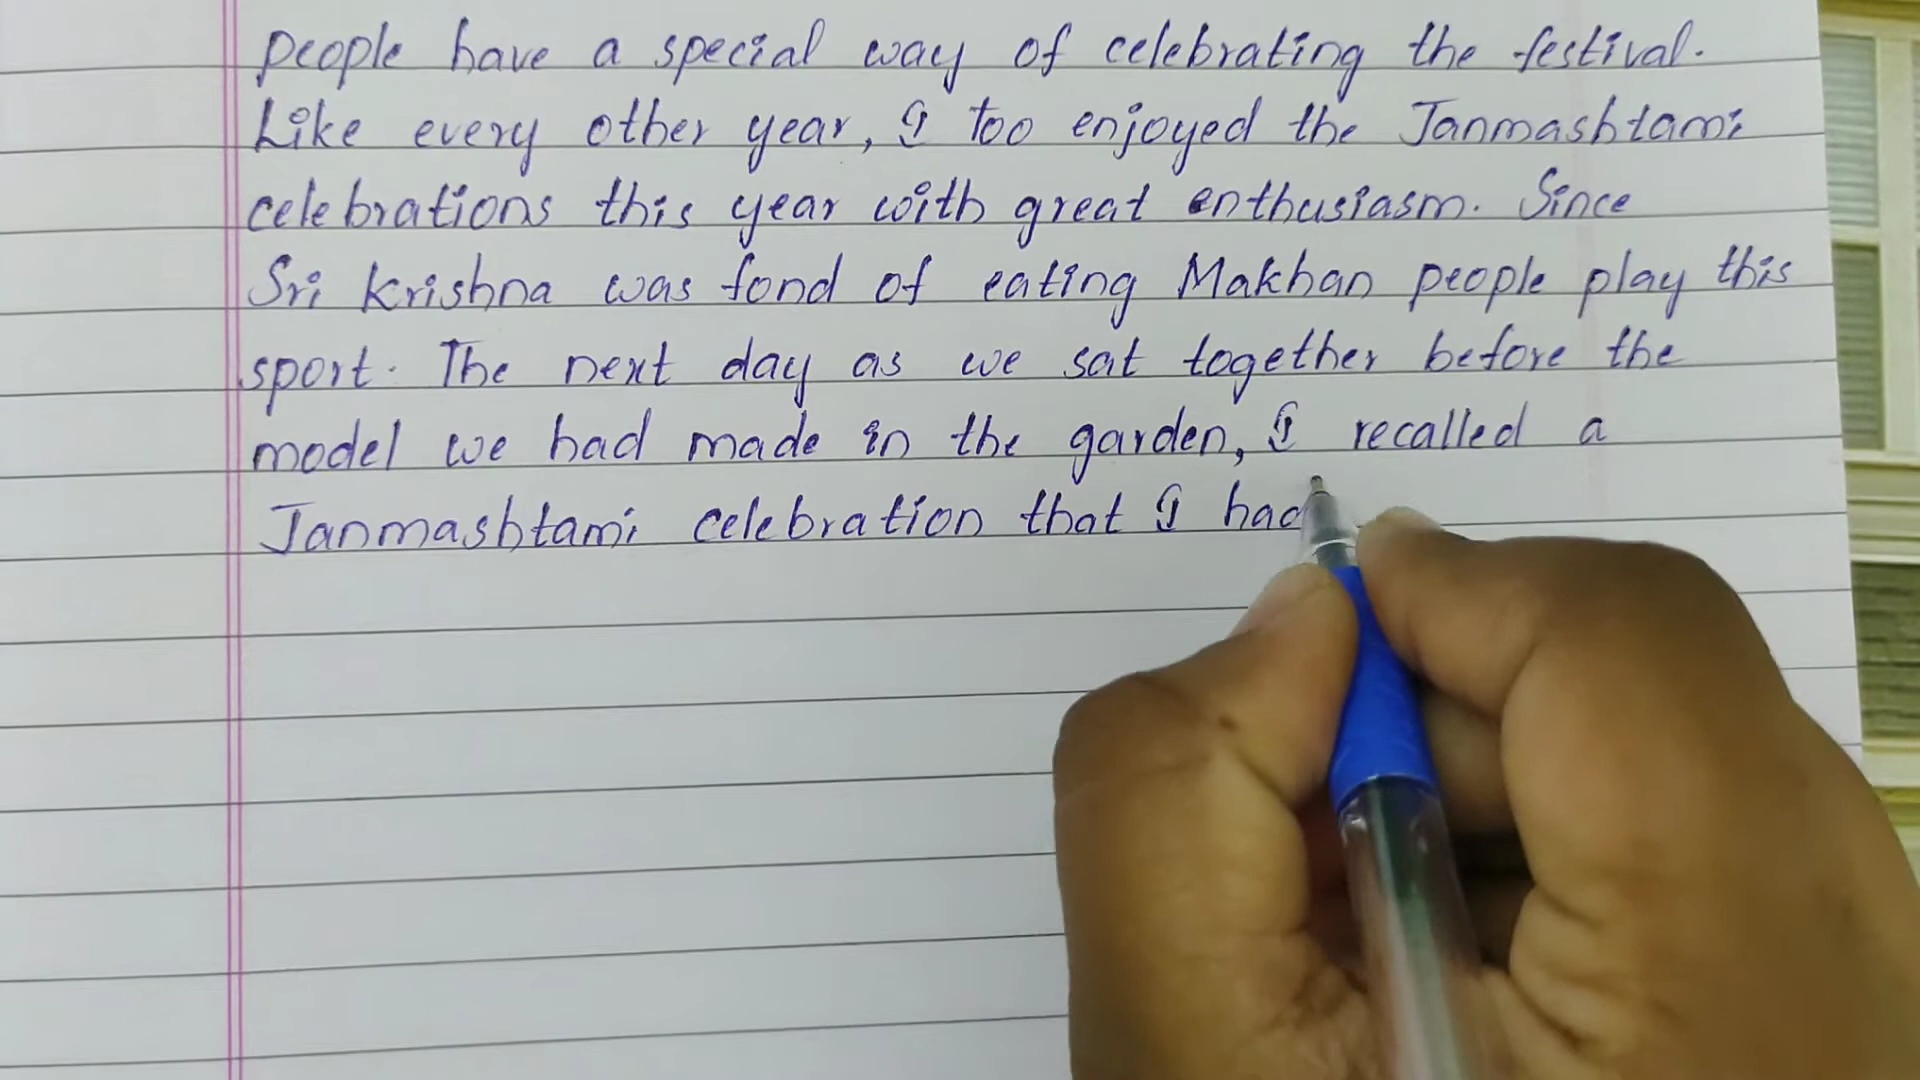 people have a special way of celebrating the festival.
Like every other year, I too enjoyed the Janmashtami
celebrations this year with great enthusiasm. Since
Sri krishna was fond of eating Makhan people play this
sport. The next day as we sat together before the
model we had made in the garden, I recalled a
Janmashtami celebration that I had